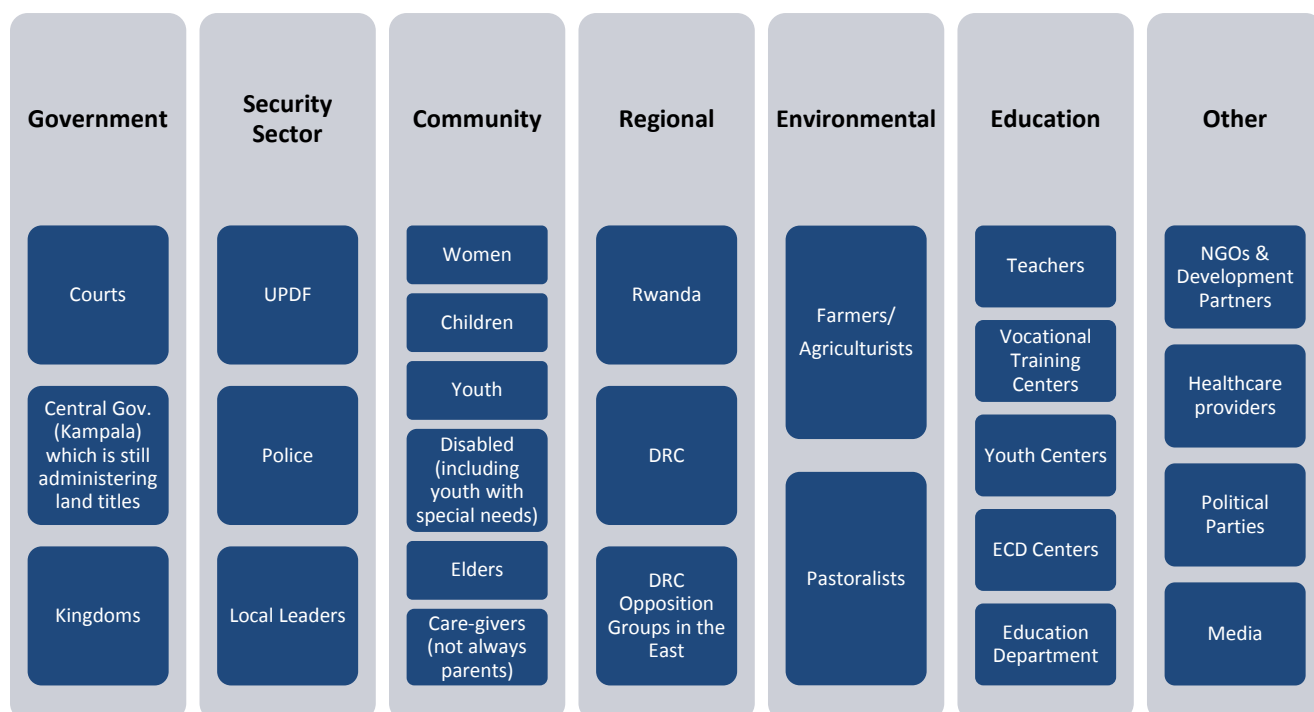 Government
Courts
Central Gov.
(Kampala)
which is still
administering
land titles
Kingdoms
Security
Sector
UPDF
Police
Local Leaders
Community
Women
Children
Youth
Disabled
(including
youth with
special needs)
Elders
Care-givers
(not always
parents)
Regional
Rwanda
DRC
DRC
Opposition
Groups in the
East
Environmental
Farmers/
Agriculturists
Pastoralists
Education
Teachers
Vocational
Training
Centers
Youth Centers
ECD Centers
Education
Department
Other
NGOs &
Development
Partners
Healthcare
providers
Political
Parties
Media